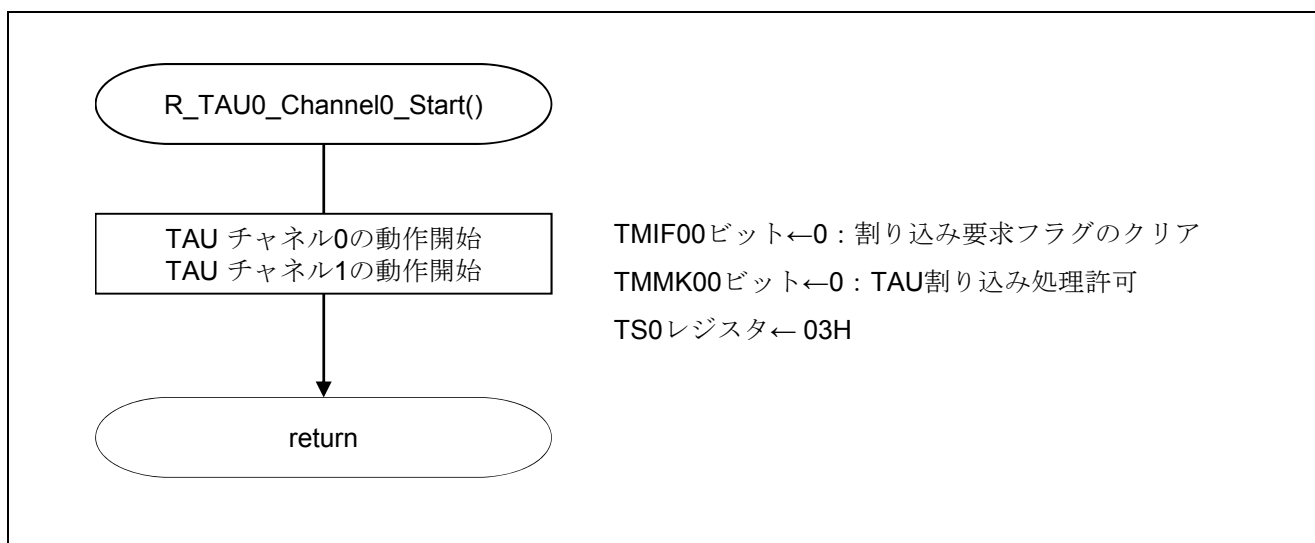 R_TAU0_Channel0_Start()
TAU チャネル0の動作開始
TAU チャネル1の動作開始
TMIF00ビット←0：割り込み要求フラグのクリア
TMMK00ビット←0：TAU割り込み処理許可
TS0レジスタ← 03H
return